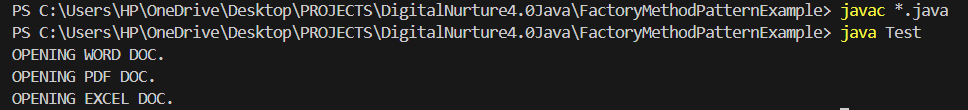 PS C:\Users\HP\OneDrive\Desktop\PROJECTS\DigitalNurture4.0Java\FactoryMethodPatternExample> javac *.java
PS C:\Users\HP\OneDrive\Desktop\PROJECTS\DigitalNurture4.0Java\FactoryMethodPatternExample> java Test
OPENING WORD DOC.
OPENING PDF DOC.
OPENING EXCEL DOC.